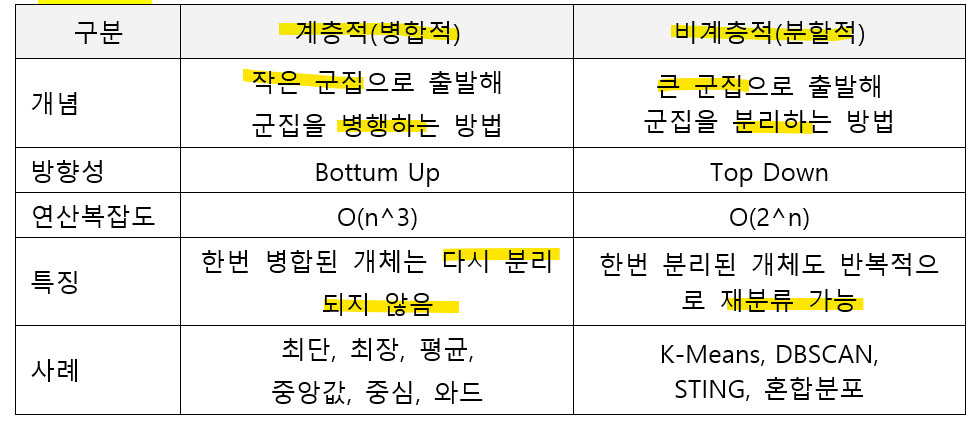 구분 계층적(병합적) 비계층적(분할적)
개념 작은 군집으로 출발해 큰 군집으로 출발해
군집을 병행하는 방법 군집을 분리하는 방법
방향성 Bottum Up Top Down
연산복잡도 O(n^3) O(2^n)
특징 한번 병합된 개체는 다시 분리 한번 분리된 개체도 반복적으
되지 않음 로 재분류 가능
사례 최단, 최장, 평균, K-Means, DBSCAN,
중앙값, 중심, 와드 STING, 혼합분포